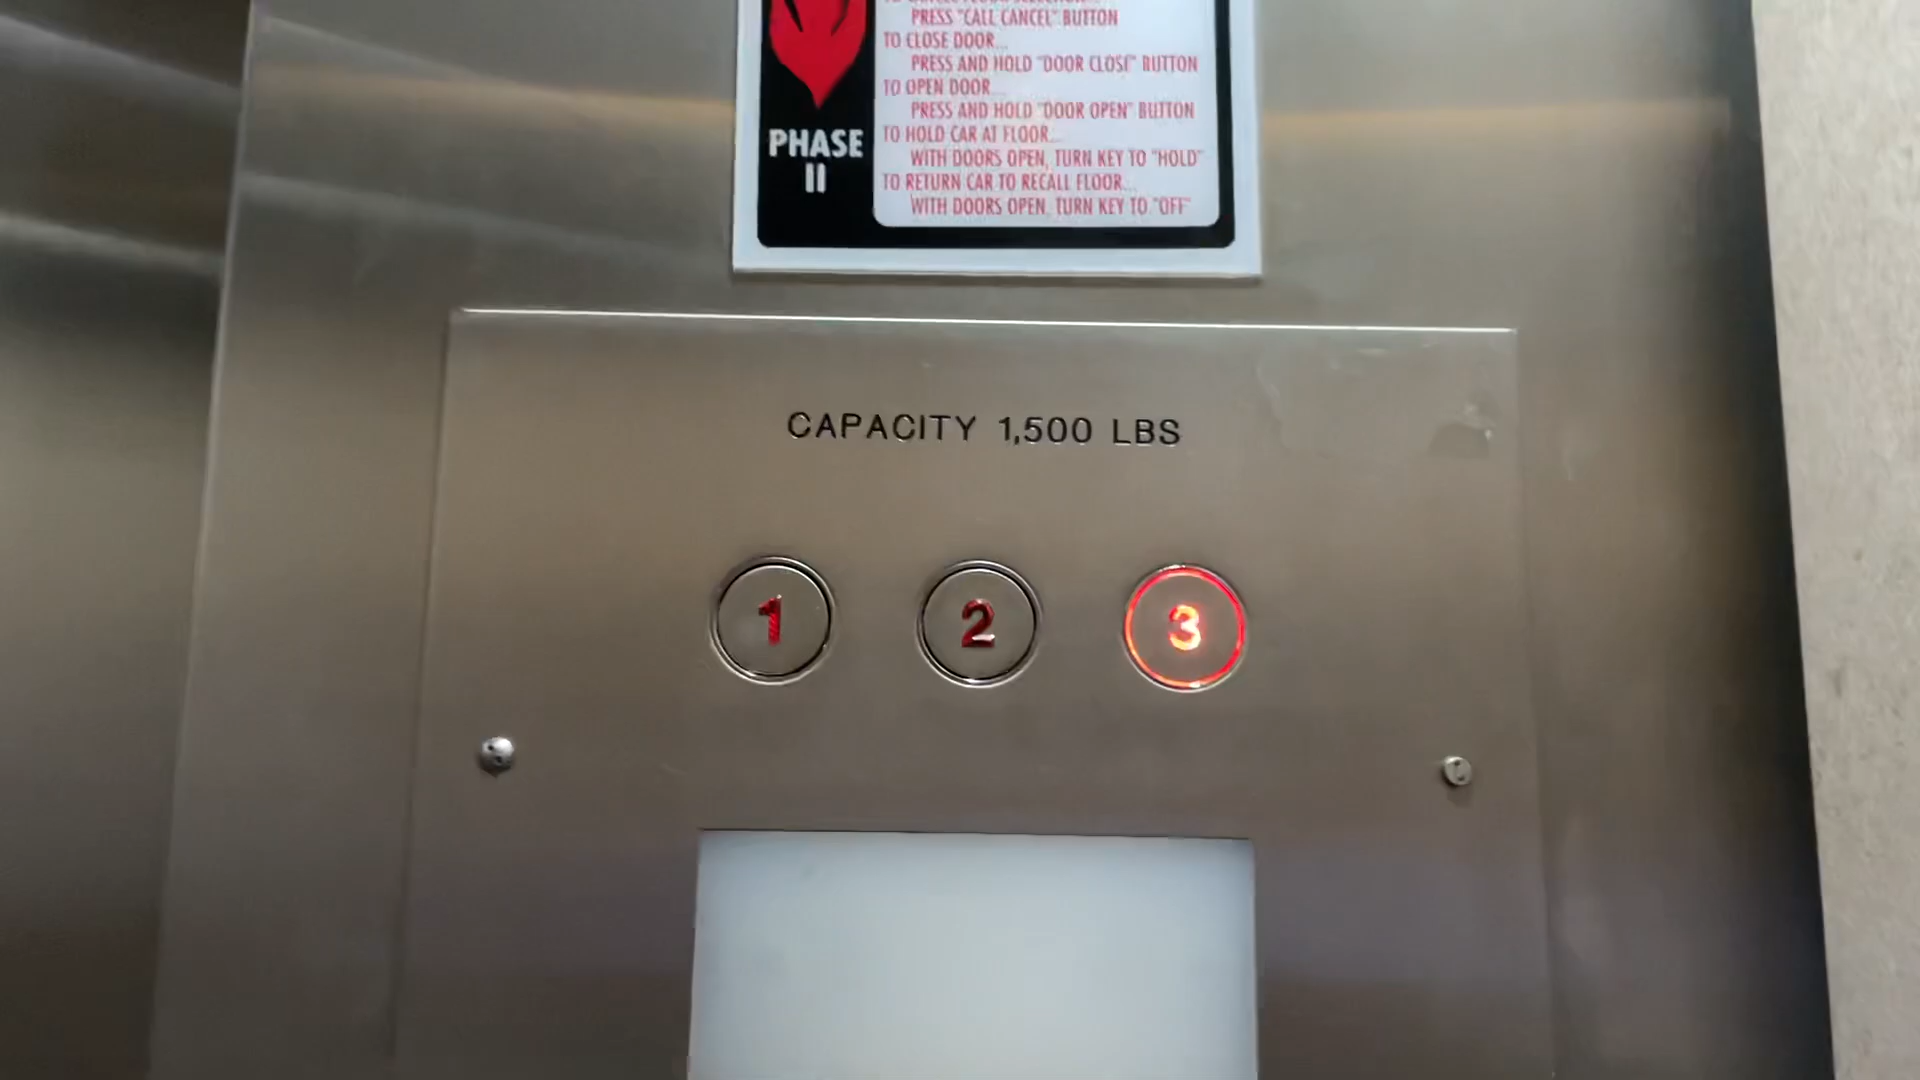 PRESS "CALL CANCEL" BUTTON
TO CLOSE DOOR...
PRESS AND HOLD "DOOR CLOSE" BUTTON
TO OPEN DOOR...
PRESS AND HOLD "DOOR OPEN" BUTTON
TO HOLD CAR AT FLOOR...
WITH DOORS OPEN, TURN KEY TO "HOLD"
TO RETURN CAR TO RECALL FLOOR...
WITH DOORS OPEN, TURN KEY TO "OFF"
PHASE
II
CAPACITY 1,500 LBS
1 2 3